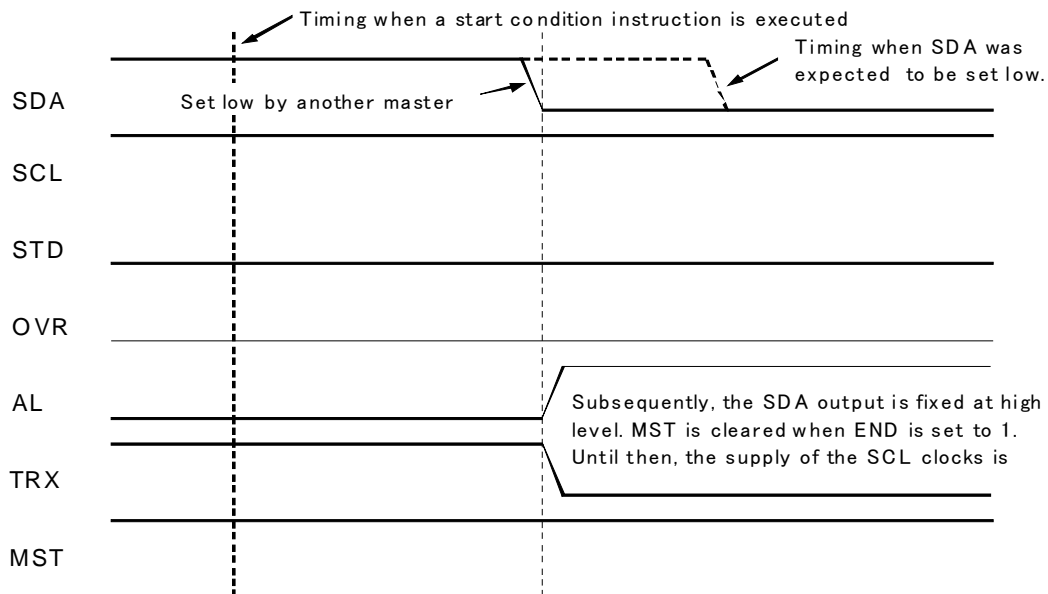 Timing when a start condition instruction is executed
Timing when SDA was
expected to be set low.
SDA
Set low by another master
SCL
STD
OVR
AL
Subsequently, the SDA output is fixed at high
level. MST is cleared when END is set to 1.
Until then, the supply of the SCL clocks is
TRX
MST